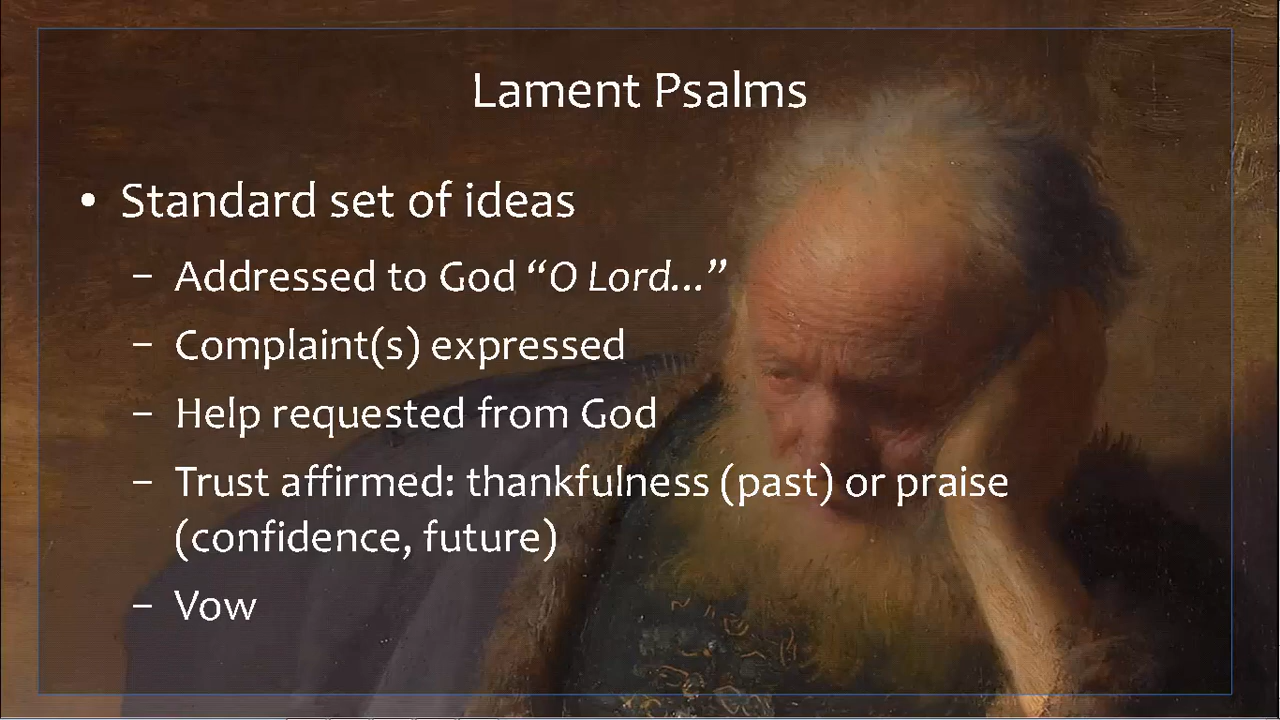 Lament Psalms
• Standard set of ideas
– Addressed to God “O Lord...”
– Complaint(s) expressed
– Help requested from God
– Trust affirmed: thankfulness (past) or praise
(confidence, future)
– Vow